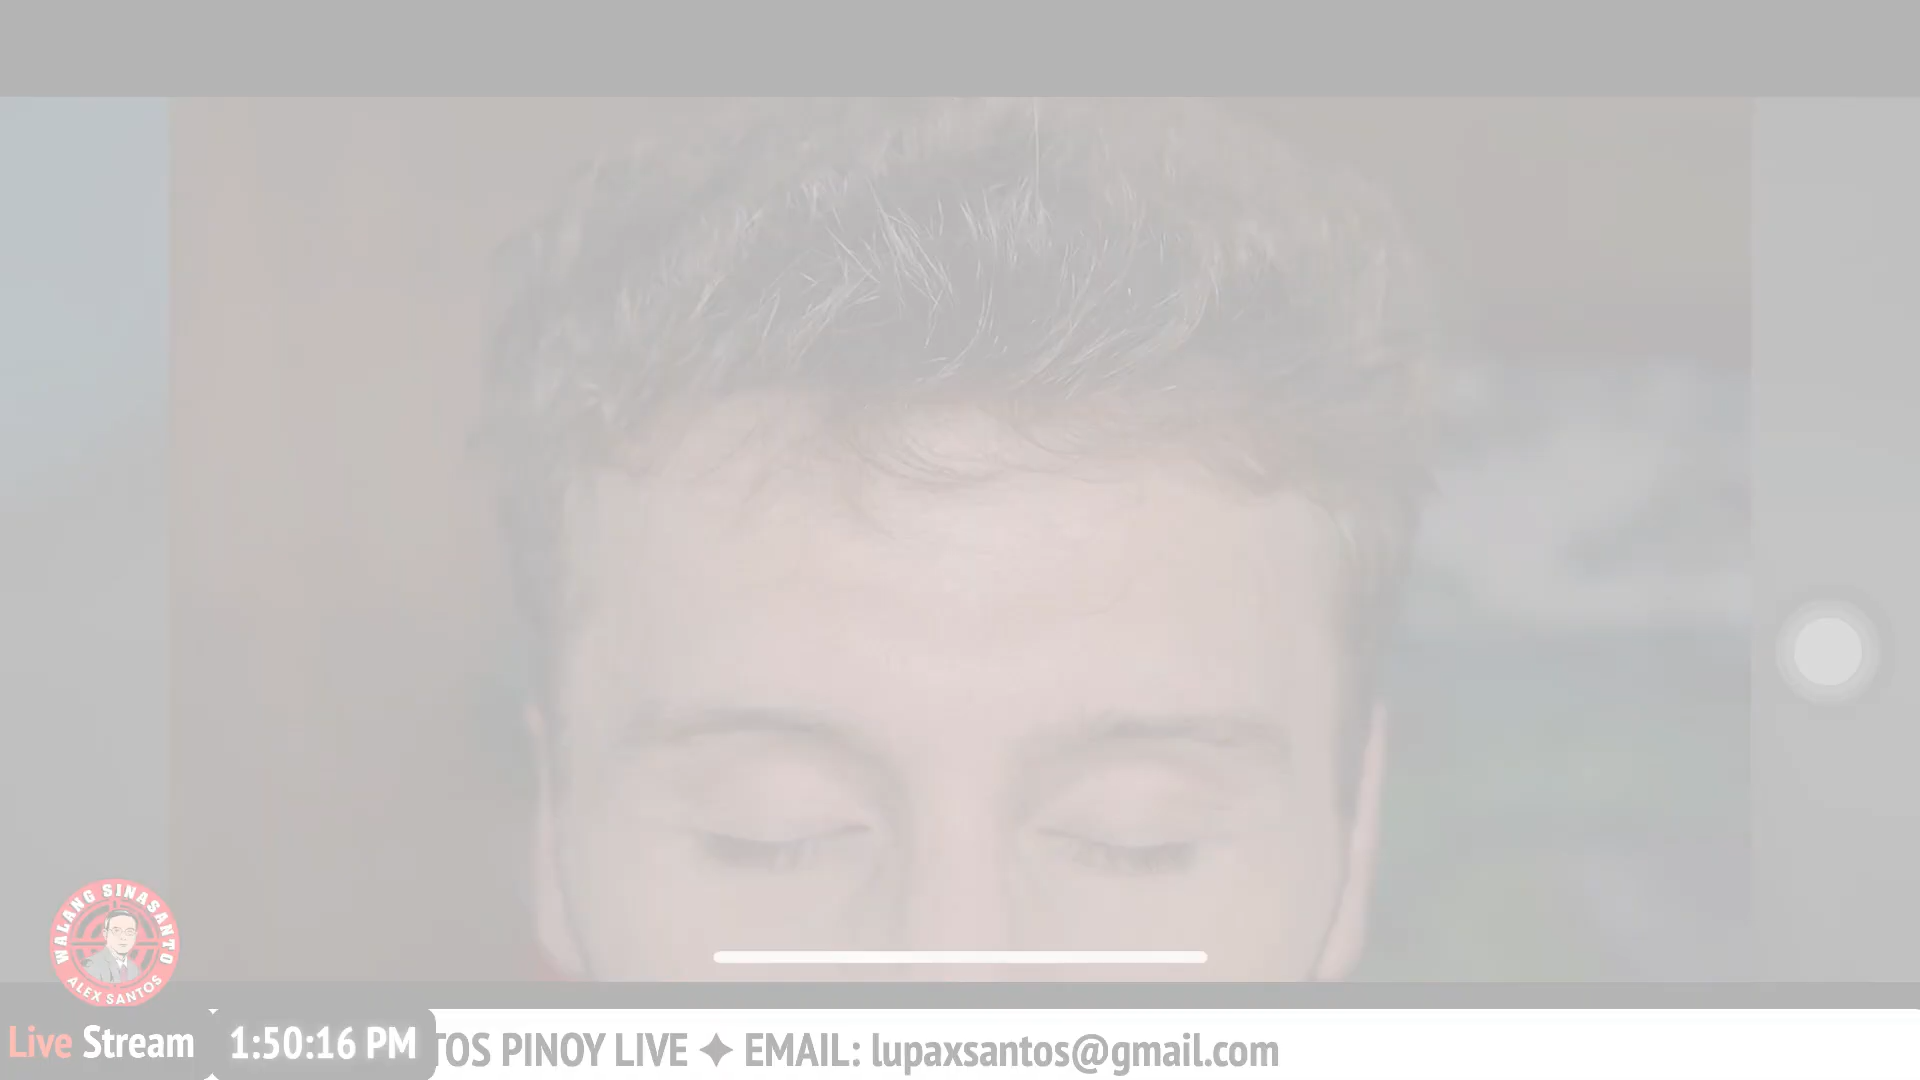 WALANG SINASANTO
ALEX SANTOS
Live Stream
1:50:16 PM
TOS PINOY LIVE ✦ EMAIL: lupaxsantos@gmail.com